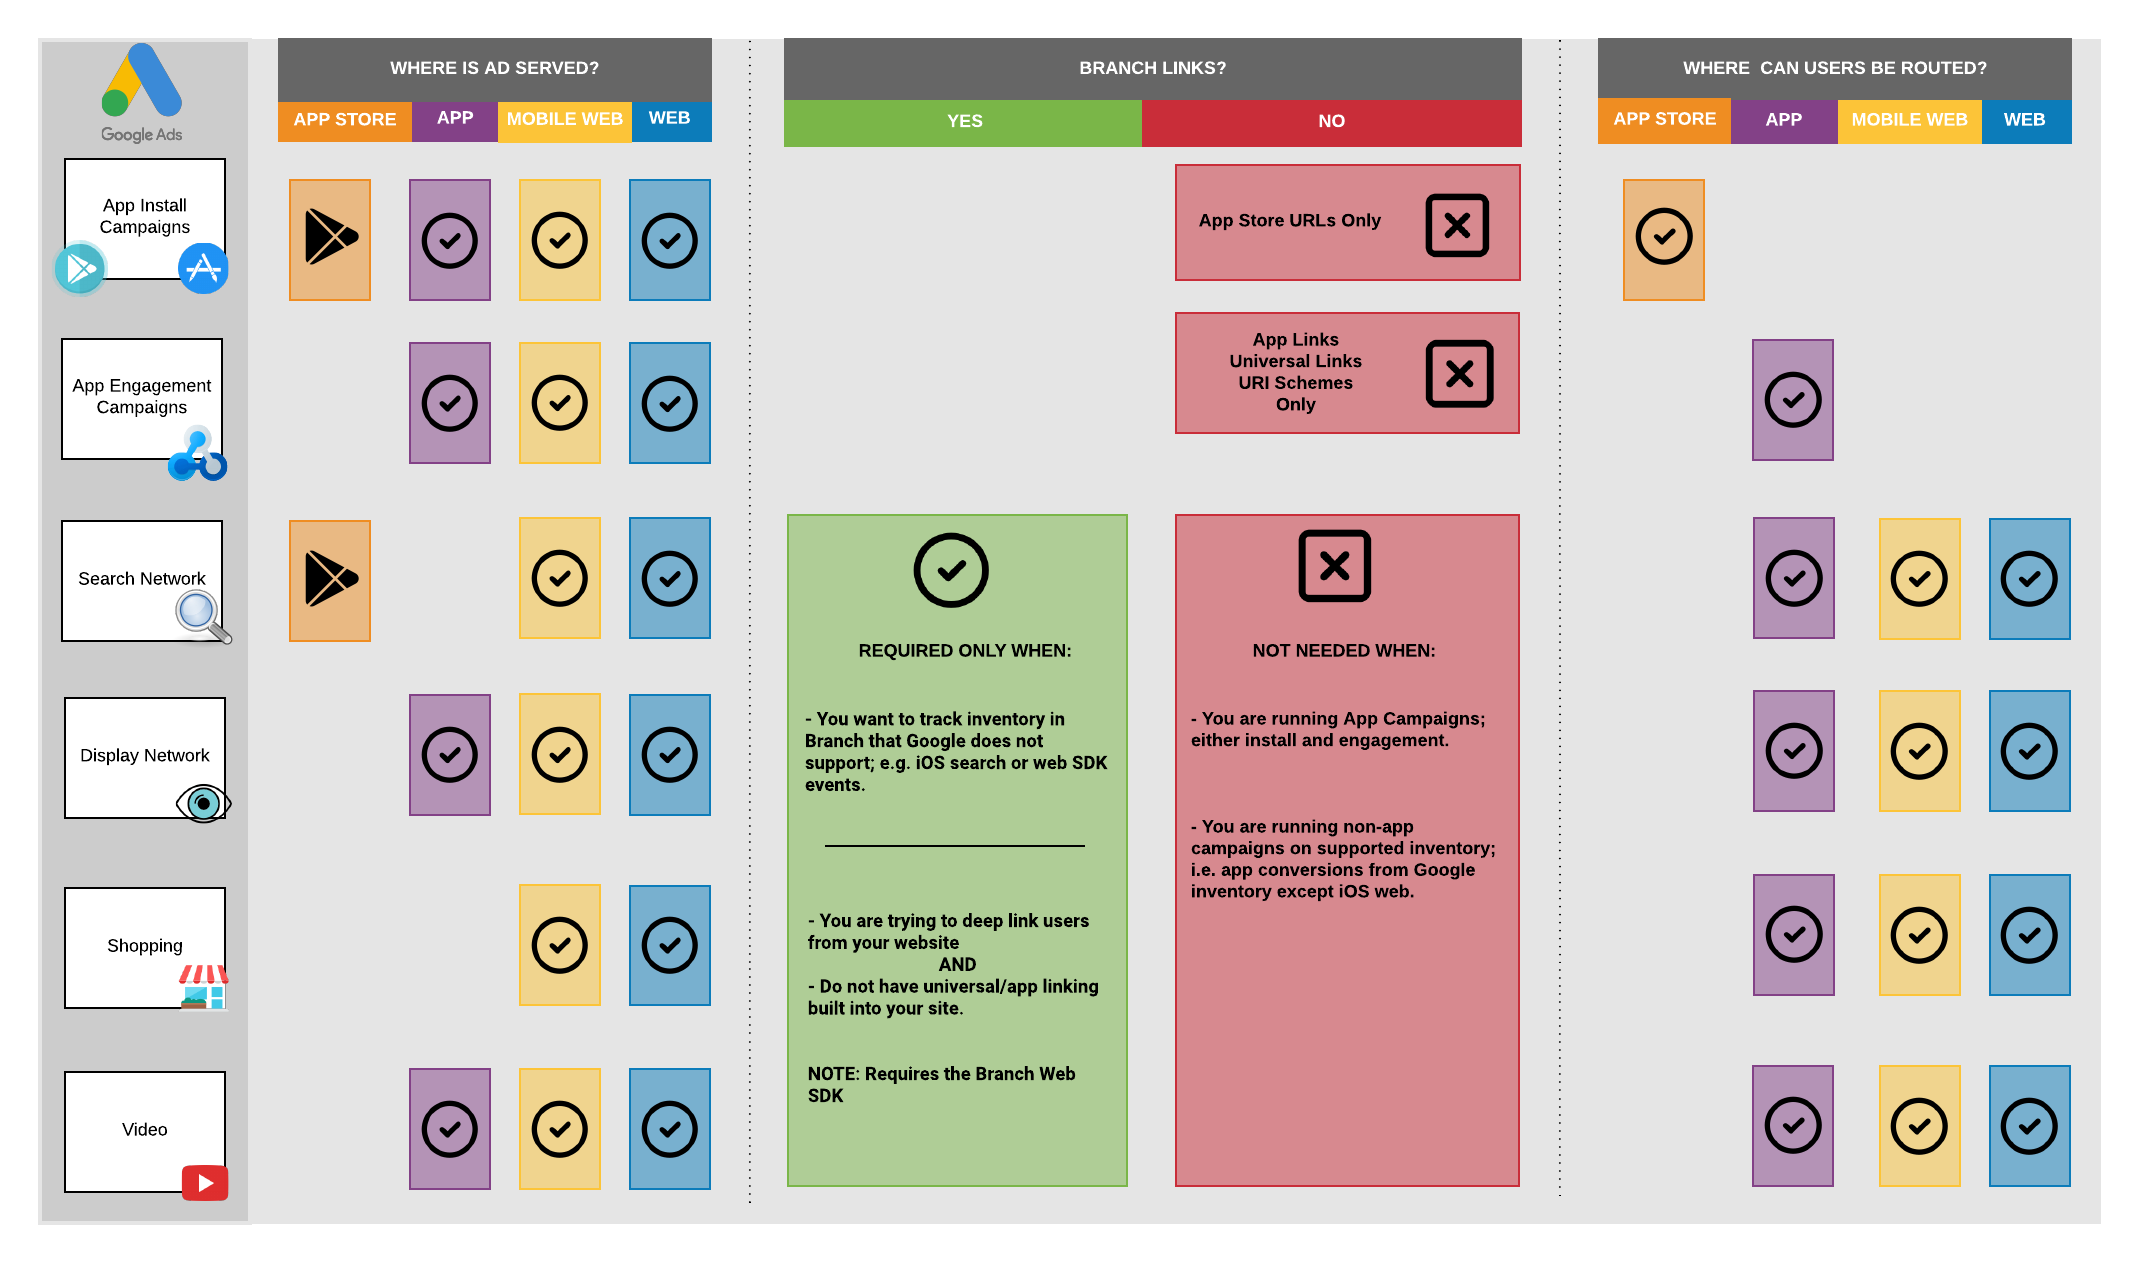 Google Ads
WHERE IS AD SERVED?
APP STORE
APP
MOBILE WEB
WEB
BRANCH LINKS?
YES
NO
WHERE  CAN USERS BE ROUTED?
APP STORE
APP
MOBILE WEB
WEB
App Install
Campaigns
App Store URLs Only
App Engagement
Campaigns
App Links
Universal Links
URI Schemes
Only
Search Network
Display Network
Shopping
Video
REQUIRED ONLY WHEN:
- You want to track inventory in
Branch that Google does not
support; e.g. iOS search or web SDK
events.
- You are trying to deep link users
from your website
AND
- Do not have universal/app linking
built into your site.
NOTE: Requires the Branch Web
SDK
NOT NEEDED WHEN:
- You are running App Campaigns;
either install and engagement.
- You are running non-app
campaigns on supported inventory;
i.e. app conversions from Google
inventory except iOS web.